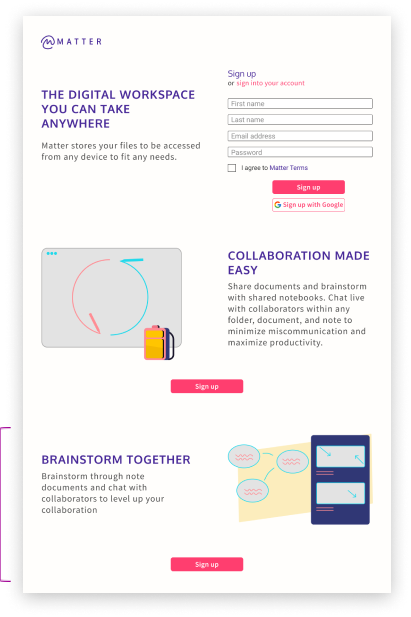 MATTER
THE DIGITAL WORKSPACE
YOU CAN TAKE
ANYWHERE
Matter stores your files to be accessed
from any device to fit any needs.
Sign up
or sign into your account
First name
Last name
Email address
Password
I agree to Matter Terms
Sign up
Sign up with Google
COLLABORATION MADE
EASY
Share documents and brainstorm
with shared notebooks. Chat live
with collaborators within any
folder, document, and note to
minimize miscommunication and
maximize productivity.
Sign up
BRAINSTORM TOGETHER
Brainstorm through note
documents and chat with
collaborators to level up your
collaboration
Sign up